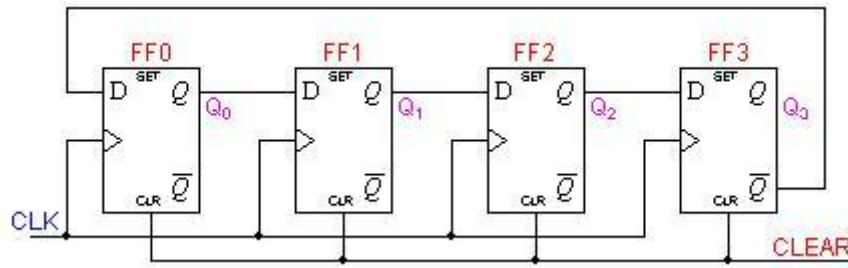 FF0 FF1 FF2 FF3
SET SET SET SET
D Q D Q D Q D Q
Q₀ Q₁ Q₂ Q₃
Q̅ Q̅ Q̅ Q̅
CLR CLR CLR CLR
CLK
CLEAR